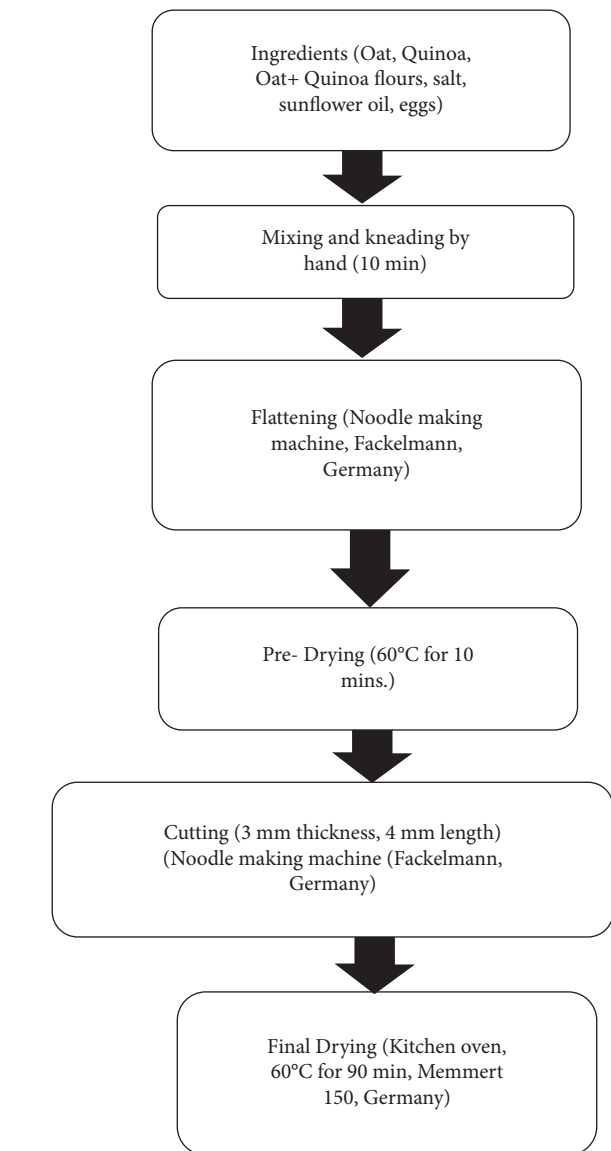 Ingredients (Oat, Quinoa,
Oat+ Quinoa flours, salt,
sunflower oil, eggs)
Mixing and kneading by
hand (10 min)
Flattening (Noodle making
machine, Fackelmann,
Germany)
Pre- Drying (60°C for 10
mins.)
Cutting (3 mm thickness, 4 mm length)
(Noodle making machine (Fackelmann,
Germany)
Final Drying (Kitchen oven,
60°C for 90 min, Memmert
150, Germany)